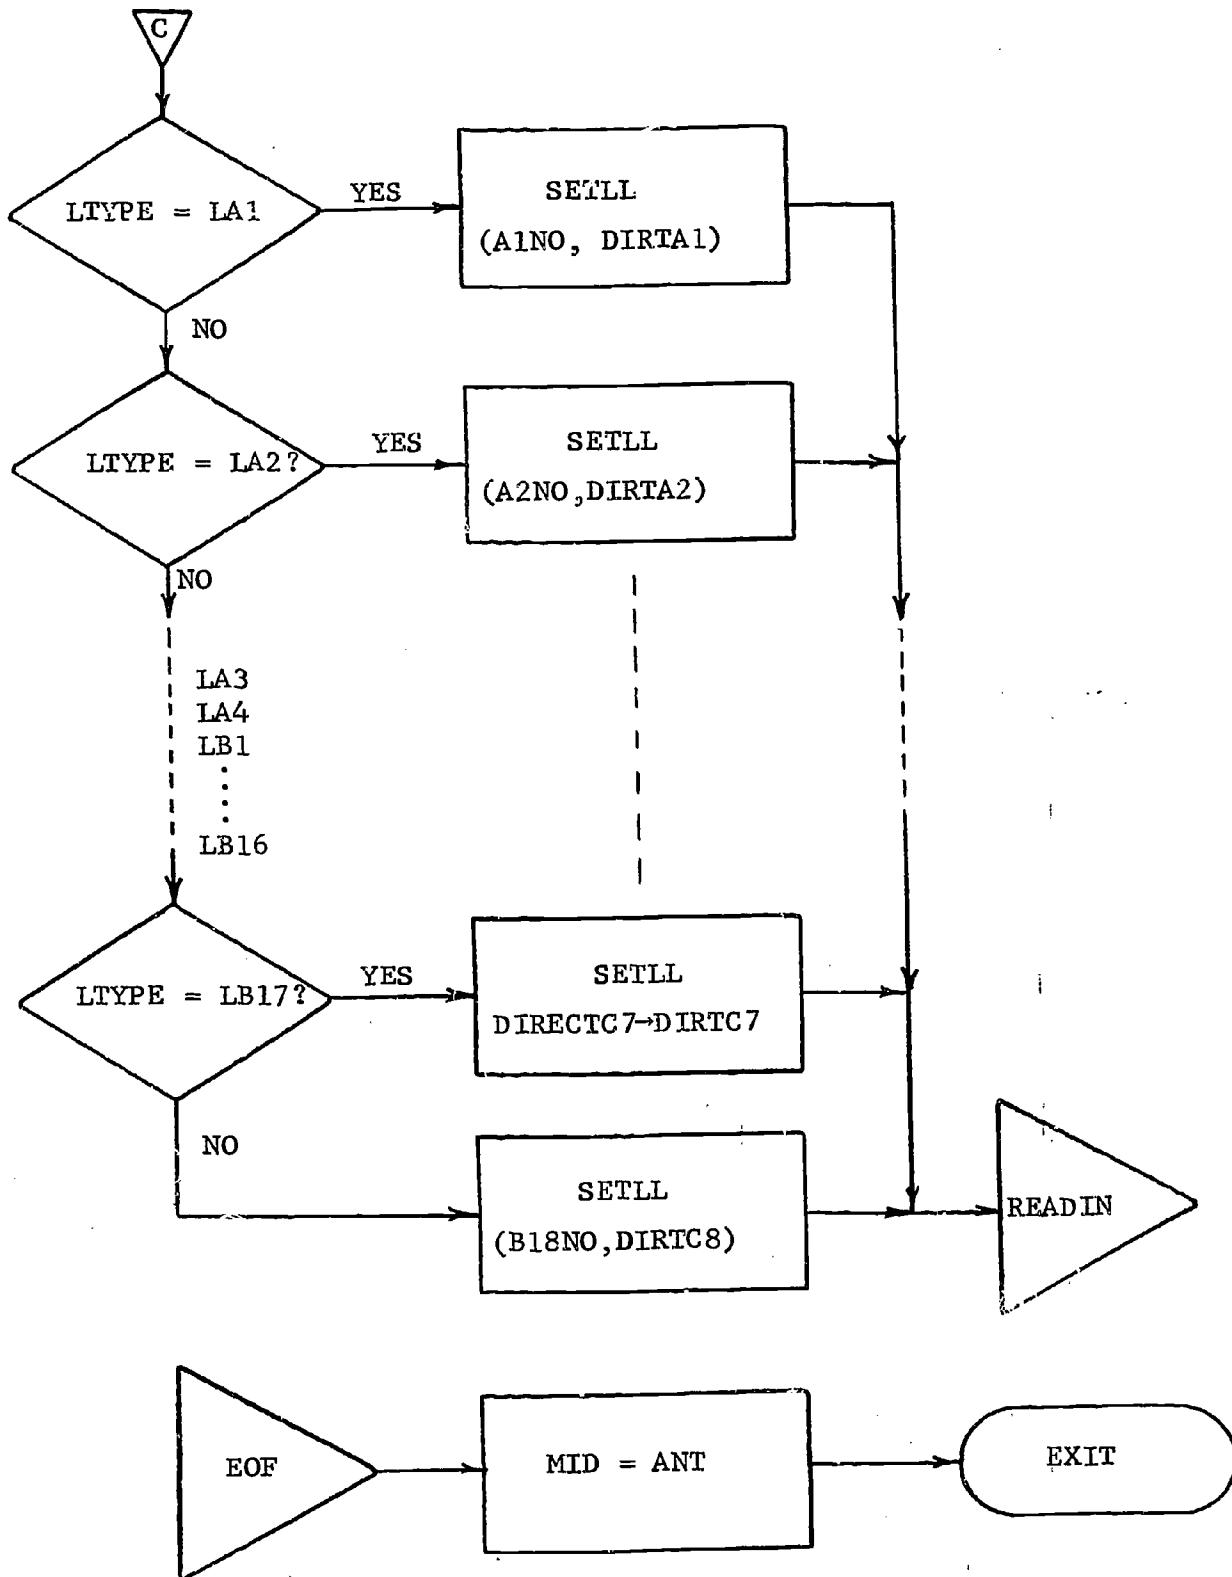 C
LTYPE = LA1
YES
SETLL
(A1NO, DIRTA1)
NO
LTYPE = LA2?
YES
SETLL
(A2NO,DIRTA2)
NO
LA3
LA4
LB1
LB16
LTYPE = LB17?
YES
SETLL
DIRECTC7→DIRTC7
NO
SETLL
(B18NO,DIRTC8)
READIN
EOF
MID = ANT
EXIT